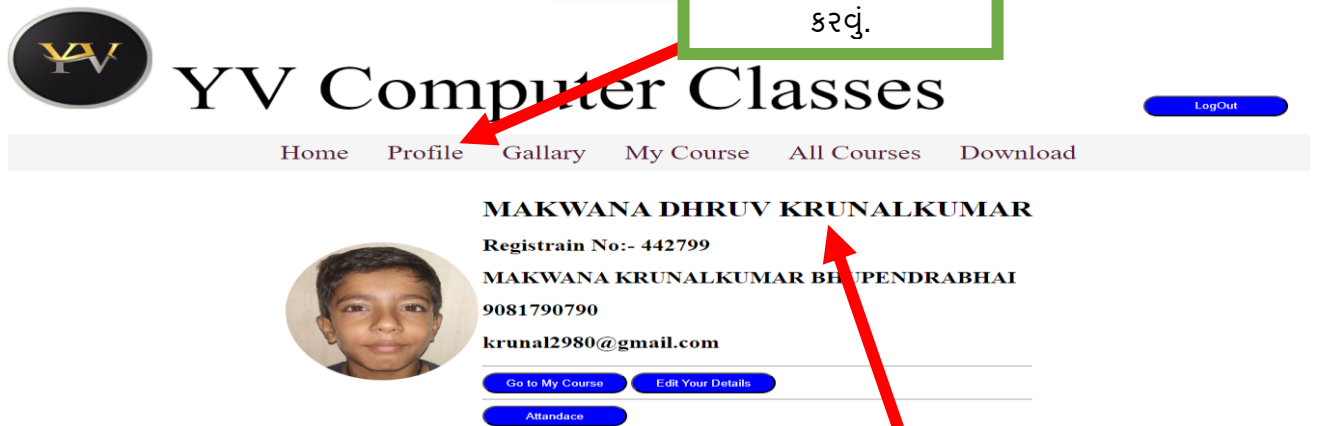 કરવું.
YV
YV Computer Classes
LogOut
Home Profile Gallary My Course All Courses Download
MAKWANA DHRUV KRUNALKUMAR
Registrain No:- 442799
MAKWANA KRUNALKUMAR BHUPENDRABHAI
9081790790
krunal2980@gmail.com
Go to My Course Edit Your Details
Attandace